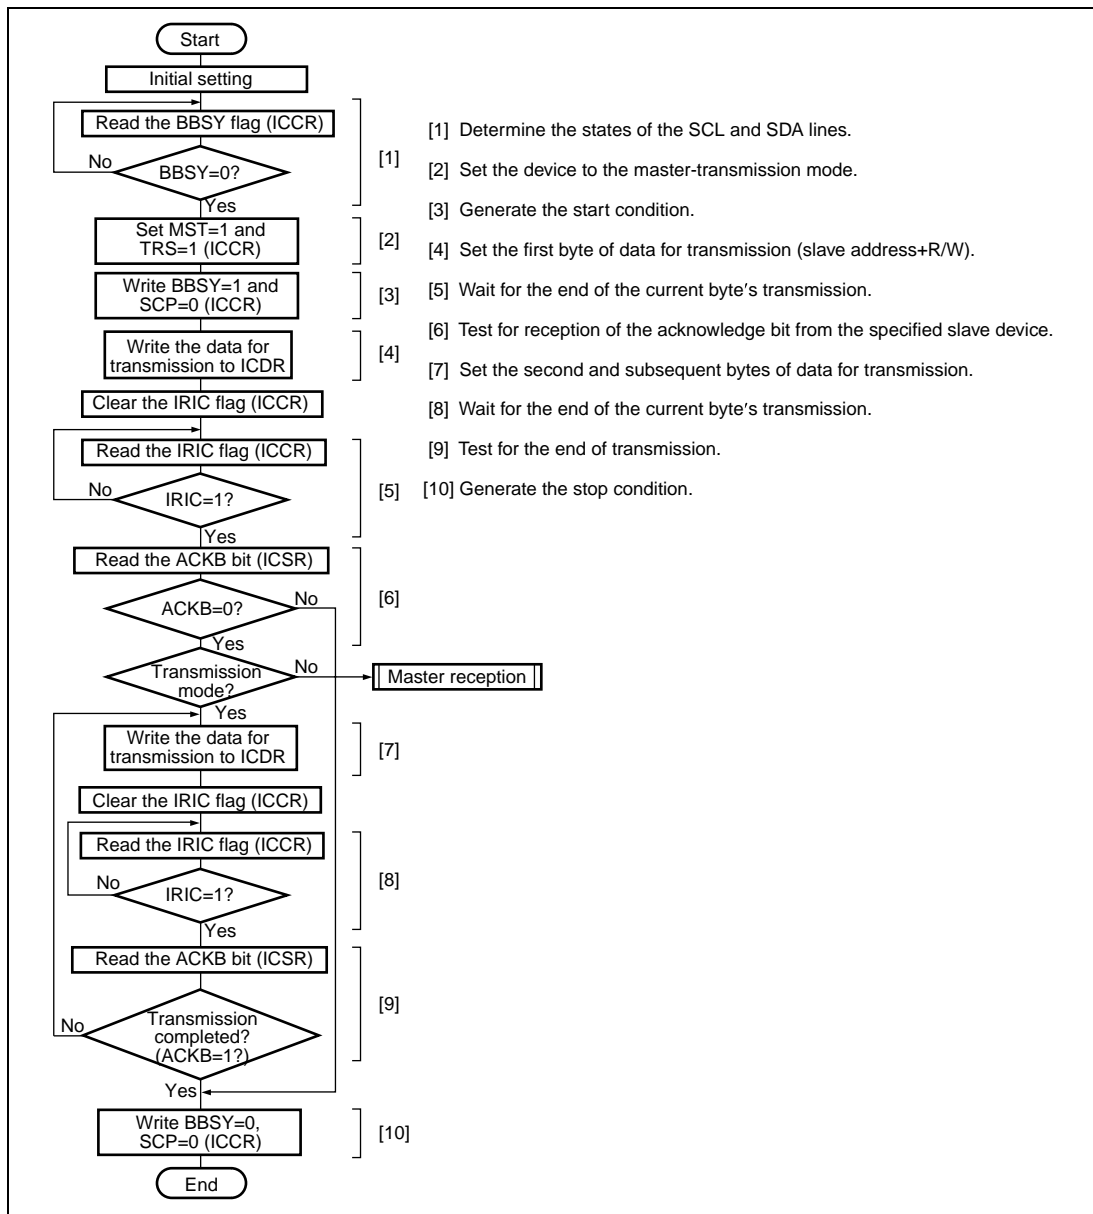 Start
Initial setting
Read the BBSY flag (ICCR)
No
BBSY=0?
Yes
[1]
Set MST=1 and
TRS=1 (ICCR)
[2]
Write BBSY=1 and
SCP=0 (ICCR)
[3]
Write the data for
transmission to ICDR
[4]
Clear the IRIC flag (ICCR)
Read the IRIC flag (ICCR)
No
IRIC=1?
Yes
[5]
Read the ACKB bit (ICSR)
ACKB=0?
No
Yes
[6]
Transmission
mode?
No
Master reception
Yes
Write the data for
transmission to ICDR
[7]
Clear the IRIC flag (ICCR)
Read the IRIC flag (ICCR)
No
IRIC=1?
Yes
[8]
Read the ACKB bit (ICSR)
No
Transmission
completed?
(ACKB=1?)
Yes
[9]
Write BBSY=0,
SCP=0 (ICCR)
[10]
End
[1] Determine the states of the SCL and SDA lines.
[2] Set the device to the master-transmission mode.
[3] Generate the start condition.
[4] Set the first byte of data for transmission (slave address+R/W).
[5] Wait for the end of the current byte′s transmission.
[6] Test for reception of the acknowledge bit from the specified slave device.
[7] Set the second and subsequent bytes of data for transmission.
[8] Wait for the end of the current byte′s transmission.
[9] Test for the end of transmission.
[10] Generate the stop condition.